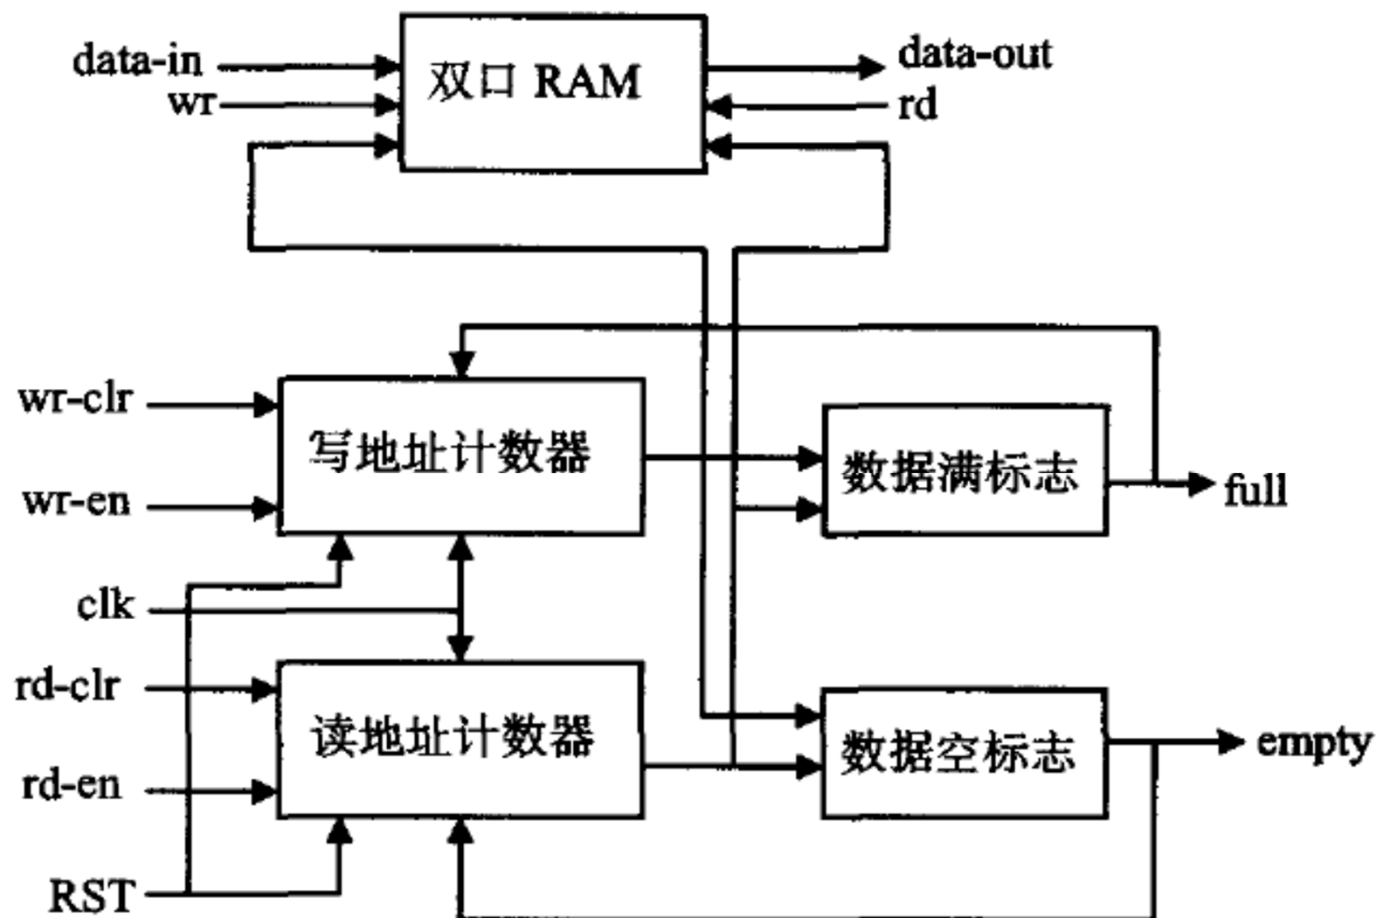 data-in
wr
双口 RAM
data-out
rd
wr-clr
wr-en
写地址计数器
数据满标志
full
clk
rd-clr
rd-en
读地址计数器
数据空标志
empty
RST